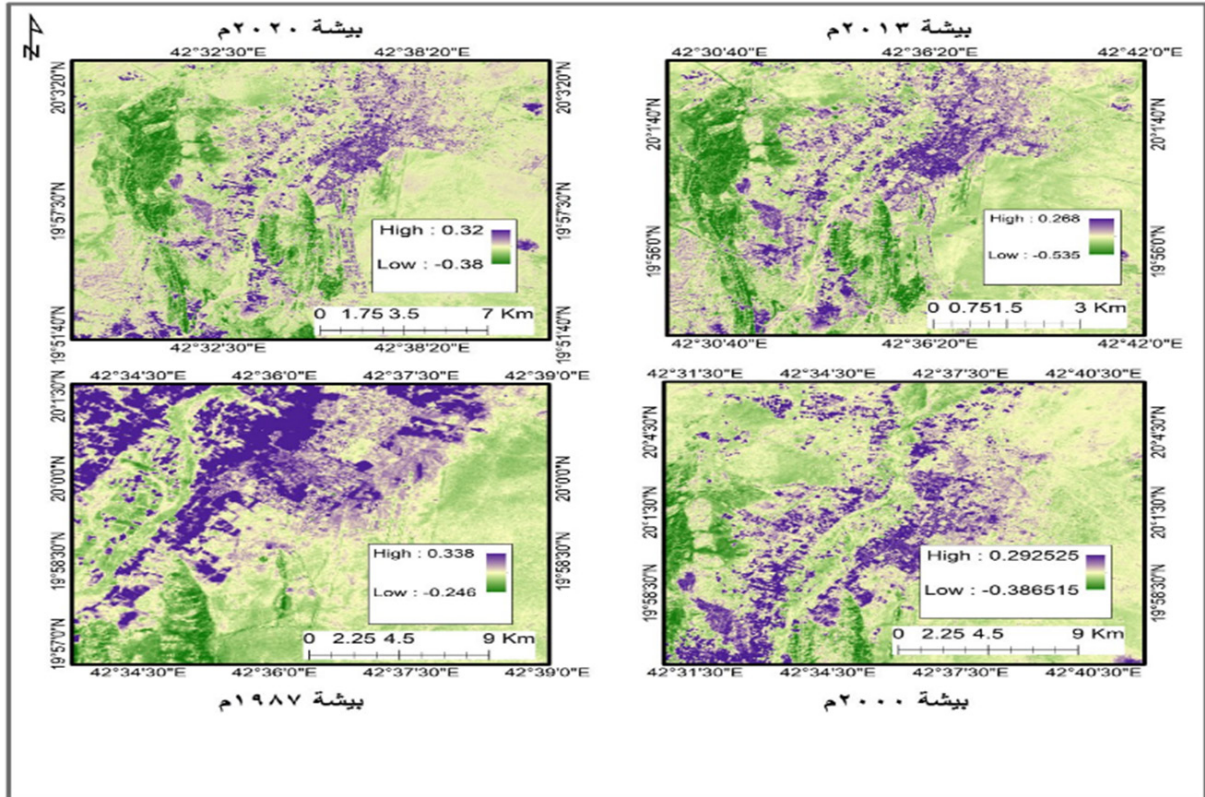 بيشة ٢٠٢٠م
42°32'30"E 42°38'20"E
20°3'20"N 20°3'20"N
19°57'30"N 19°57'30"N
19°51'40"N 19°51'40"N
High : 0.32
Low : -0.38
0 1.75 3.5 7 Km
42°32'30"E 42°38'20"E
بيشة ٢٠١٣م
42°30'40"E 42°36'20"E 42°42'0"E
20°1'40"N 20°1'40"N
19°56'0"N 19°56'0"N
High : 0.268
Low : -0.535
0 0.751.5 3 Km
42°30'40"E 42°36'20"E 42°42'0"E
42°34'30"E 42°36'0"E 42°37'30"E 42°39'0"E
20°1'30"N 20°1'30"N
20°0'0"N 20°0'0"N
19°58'30"N 19°58'30"N
19°57'0"N 19°57'0"N
High : 0.338
Low : -0.246
0 2.25 4.5 9 Km
42°34'30"E 42°36'0"E 42°37'30"E 42°39'0"E
بيشة ١٩٨٧م
42°31'30"E 42°34'30"E 42°37'30"E 42°40'30"E
20°4'30"N 20°4'30"N
20°1'30"N 20°1'30"N
19°58'30"N 19°58'30"N
High : 0.292525
Low : -0.386515
0 2.25 4.5 9 Km
42°31'30"E 42°34'30"E 42°37'30"E 42°40'30"E
بيشة ٢٠٠٠م